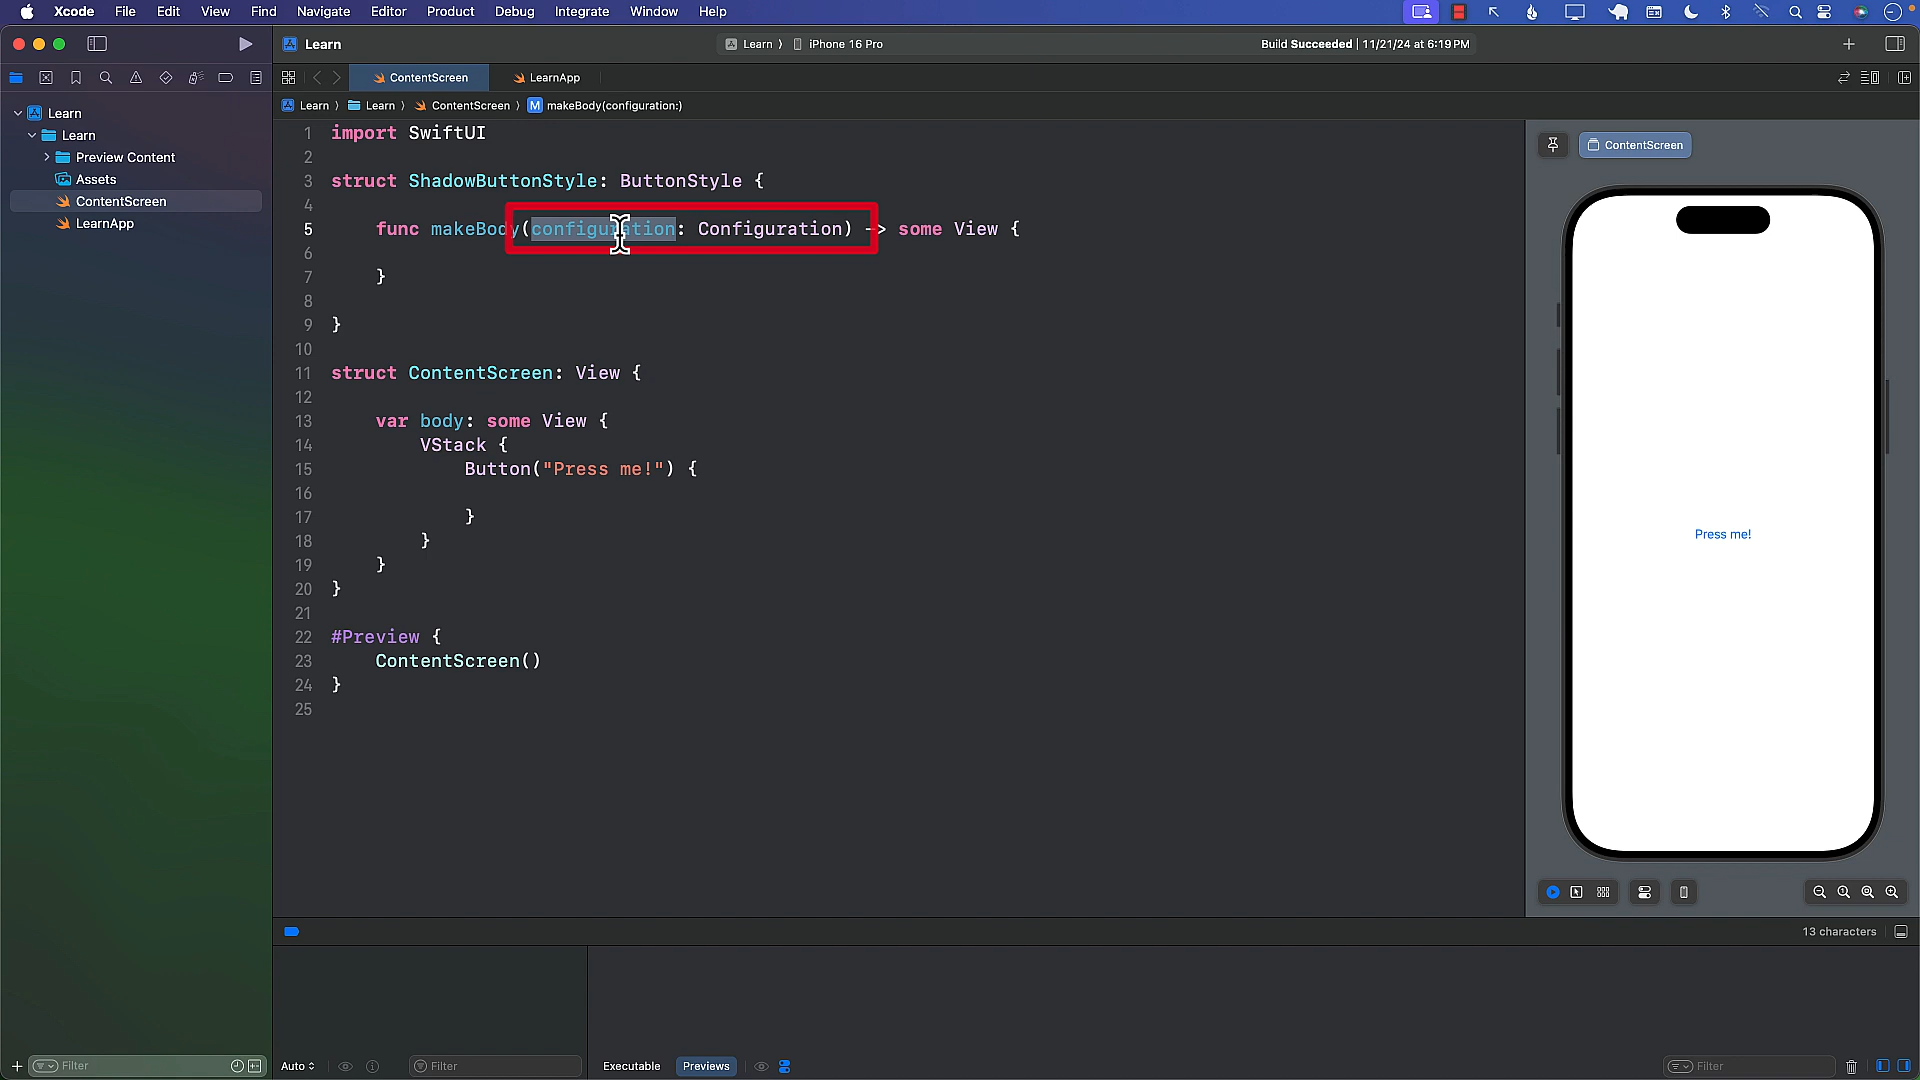 Xcode File Edit View Find Navigate Editor Product Debug Integrate Window Help
Learn
Learn
Preview Content
Assets
ContentScreen
LearnApp
Filter
Learn
Learn iPhone 16 Pro
Build Succeeded | 11/21/24 at 6:19 PM
ContentScreen LearnApp
Learn Learn ContentScreen M makeBody(configuration:)
1 import SwiftUI
2
3 struct ShadowButtonStyle: ButtonStyle {
4
5 func makeBody(configuration: Configuration) -> some View {
6
7 }
8
9 }
10
11 struct ContentScreen: View {
12
13 var body: some View {
14 VStack {
15 Button("Press me!") {
16
17 }
18 }
19 }
20 }
21
22 #Preview {
23 ContentScreen()
24 }
25
ContentScreen
Press me!
13 characters
Auto Filter
Executable Previews Filter